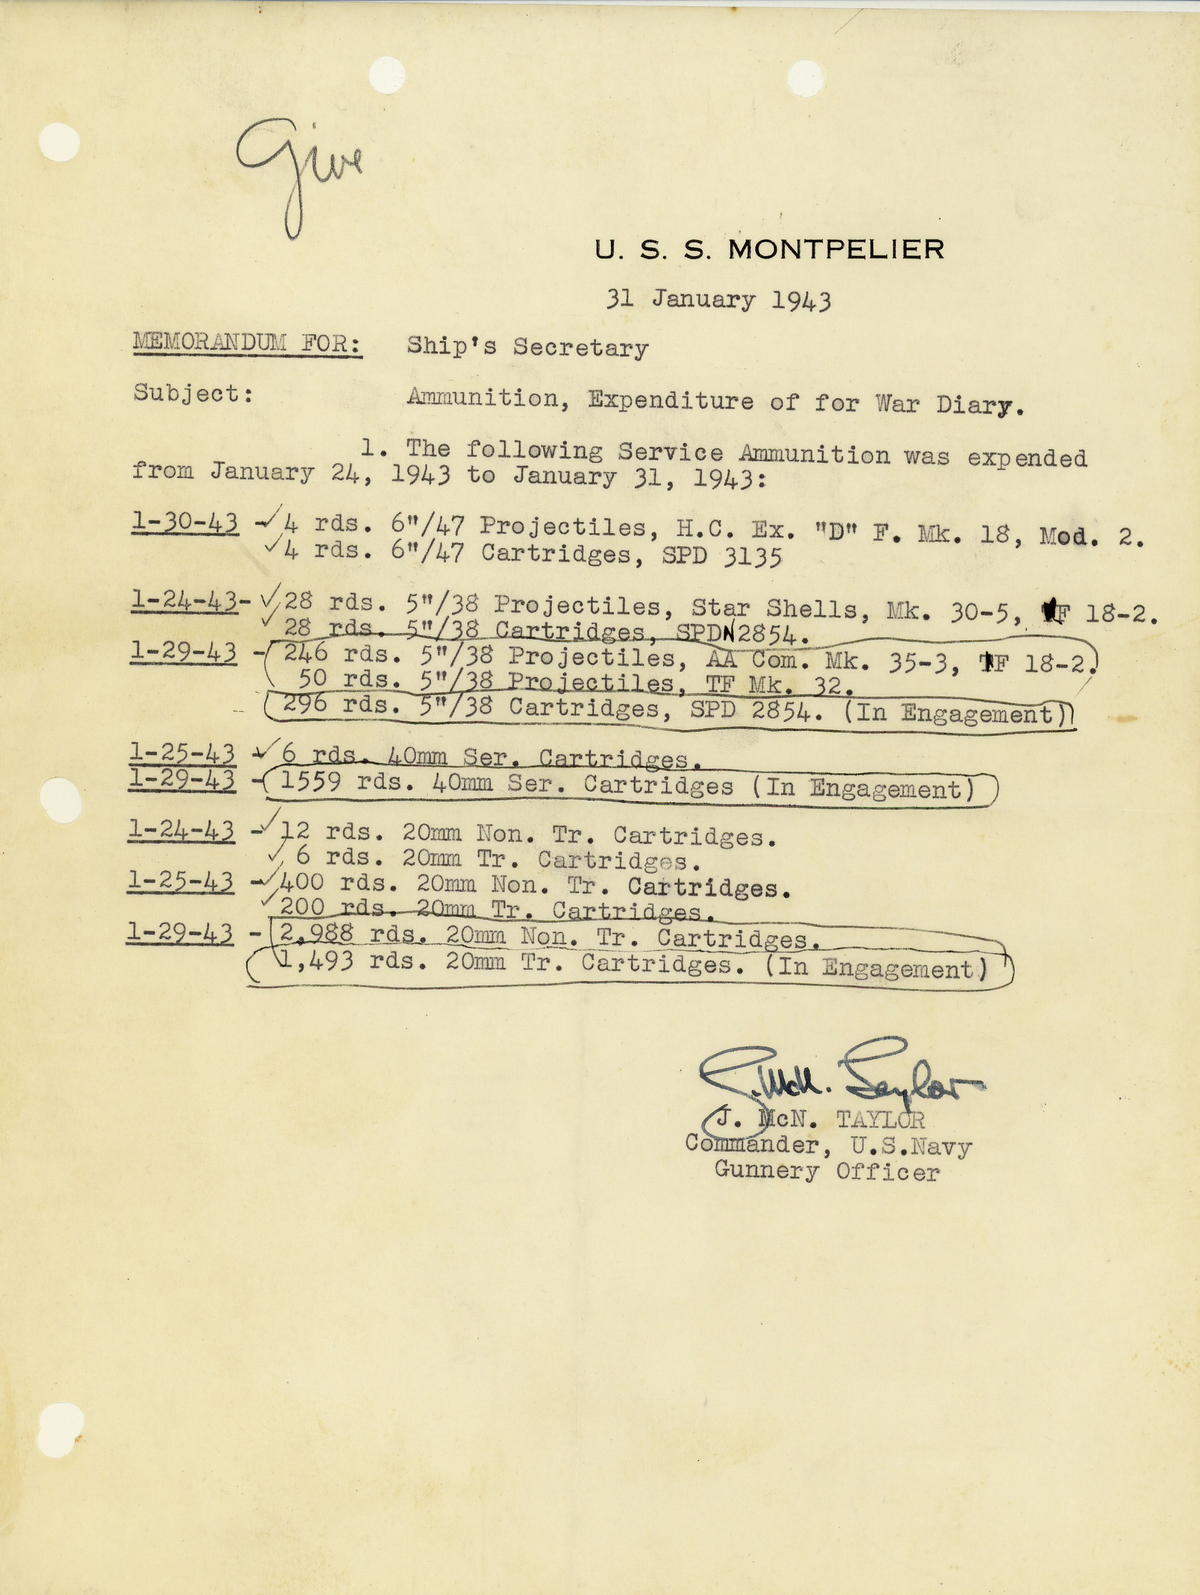 Give
U. S. S. MONTPELIER
31 January 1943
MEMORANDUM FOR: Ship's Secretary
Subject: Ammunition, Expenditure of for War Diary.
1. The following Service Ammunition was expended
from January 24, 1943 to January 31, 1943:
1-30-43 -✓4 rds. 6"/47 Projectiles, H.C. Ex. "D" F. Mk. 18, Mod. 2.
✓4 rds. 6"/47 Cartridges, SPD 3135
1-24-43-✓28 rds. 5"/38 Projectiles, Star Shells, Mk. 30-5, F 18-2.
✓28 rds. 5"/38 Cartridges, SPDN2854.
1-29-43 - 246 rds. 5"/38 Projectiles, AA Com. Mk. 35-3, F 18-2.
50 rds. 5"/38 Projectiles, TF Mk. 32.
296 rds. 5"/38 Cartridges, SPD 2854. (In Engagement)
1-25-43 -✓6 rds. 40mm Ser. Cartridges.
1-29-43 - 1559 rds. 40mm Ser. Cartridges (In Engagement)
1-24-43 -✓12 rds. 20mm Non. Tr. Cartridges.
✓6 rds. 20mm Tr. Cartridges.
1-25-43 -✓400 rds. 20mm Non. Tr. Cartridges.
✓200 rds. 20mm Tr. Cartridges.
1-29-43 - 2,988 rds. 20mm Non. Tr. Cartridges.
1,493 rds. 20mm Tr. Cartridges. (In Engagement)
J. McN. Taylor
J. McN. TAYLOR
Commander, U.S.Navy
Gunnery Officer